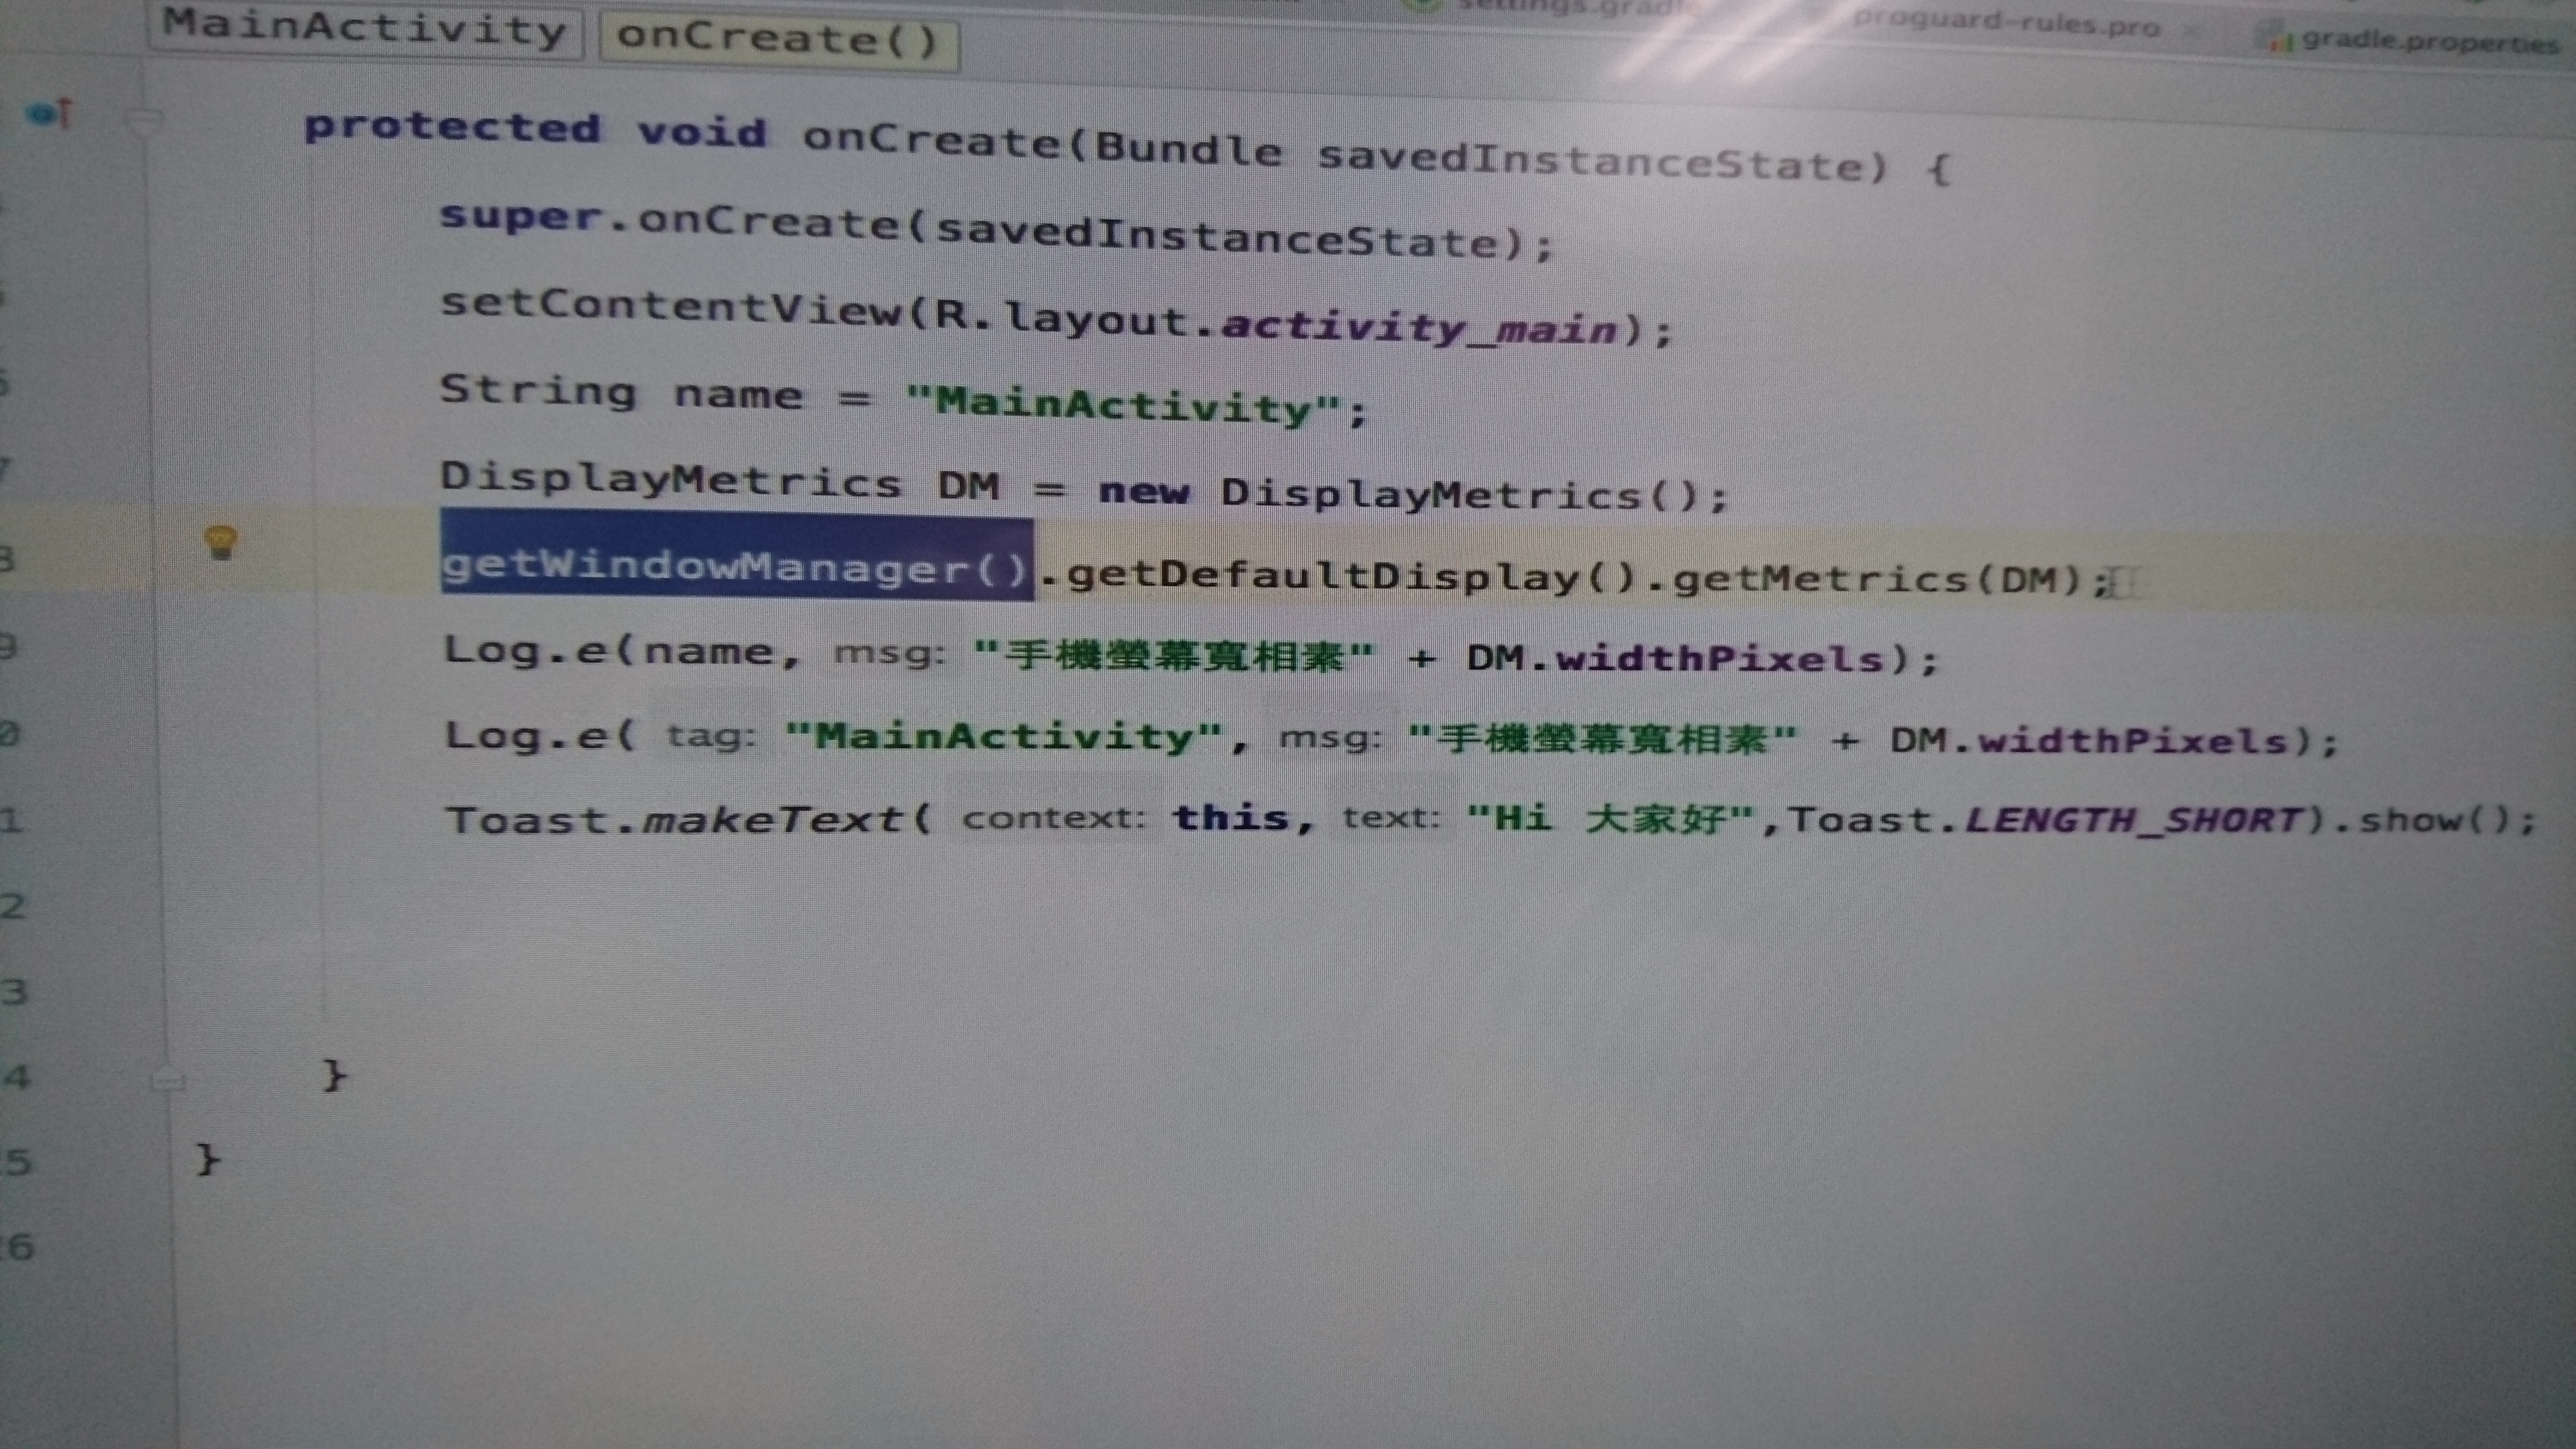 settings.gradle proguard-rules.pro gradle.properties
MainActivity onCreate()
protected void onCreate(Bundle savedInstanceState) {
super.onCreate(savedInstanceState);
setContentView(R.layout.activity_main);
6 String name = "MainActivity";
7 DisplayMetrics DM = new DisplayMetrics();
8 getWindowManager().getDefaultDisplay().getMetrics(DM);
9 Log.e(name, msg: "手機螢幕寬相素" + DM.widthPixels);
0 Log.e( tag: "MainActivity", msg: "手機螢幕寬相素" + DM.widthPixels);
1 Toast.makeText( context: this, text: "Hi 大家好",Toast.LENGTH_SHORT).show();
2
3
4 }
5 }
26